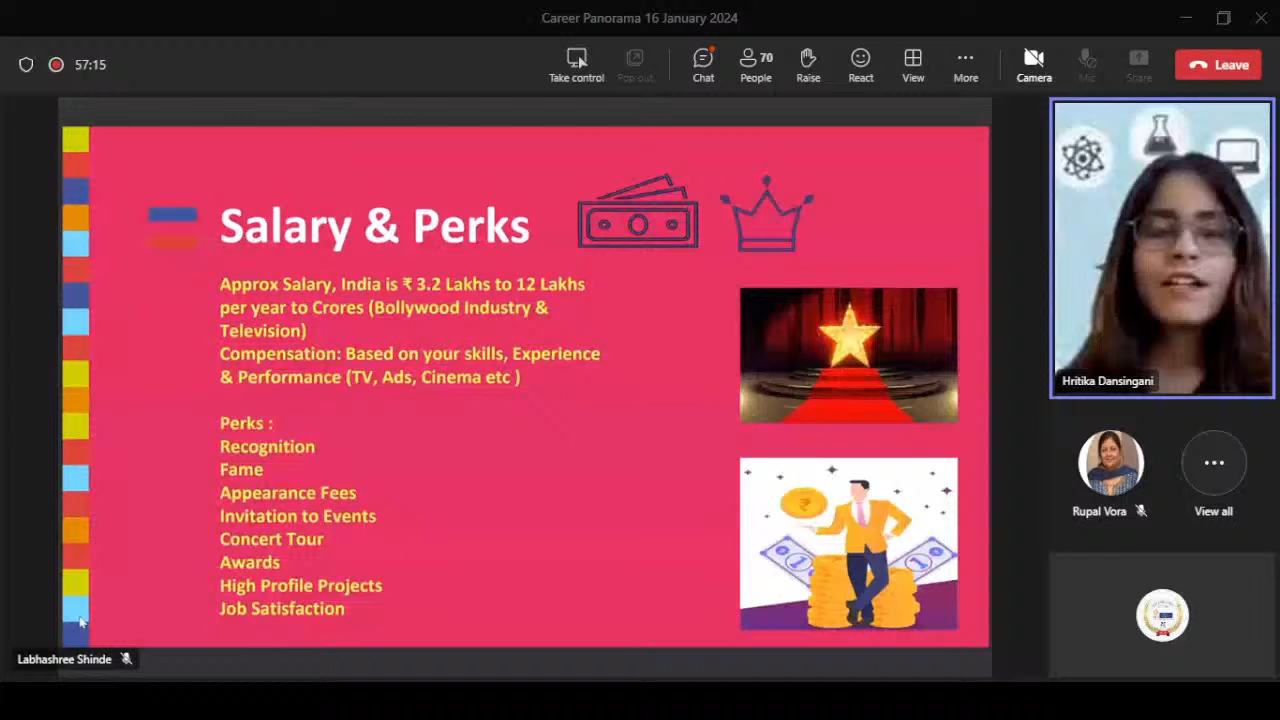 Career Panorama 16 January 2024
57:15
Take control
Pop out
Chat
70
People
Raise
React
View
More
Camera
Mic
Share
Leave
Salary & Perks
Approx Salary, India is ₹ 3.2 Lakhs to 12 Lakhs
per year to Crores (Bollywood Industry &
Television)
Compensation: Based on your skills, Experience
& Performance (TV, Ads, Cinema etc )
Perks :
Recognition
Fame
Appearance Fees
Invitation to Events
Concert Tour
Awards
High Profile Projects
Job Satisfaction
₹
1
1
Hritika Dansingani
Rupal Vora
View all
Labhashree Shinde